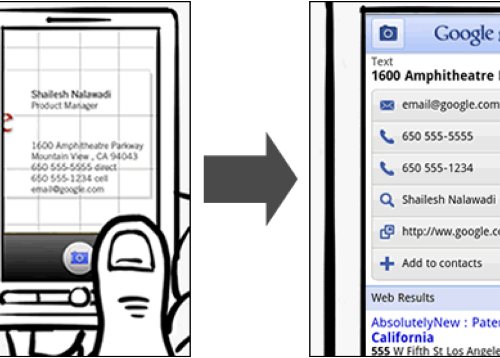 Shailesh Nalawadi
Product Manager
1600 Amphitheatre Parkway
Mountain View , CA 94043
650 555-5555 direct
650 555-1234 cell
email@google.com
Google
Text
1600 Amphitheatre
email@google.com
650 555-5555
650 555-1234
Shailesh Nalawadi
http://ww.google.co
Add to contacts
Web Results
AbsolutelyNew : Pate
California
555 W Fifth St Los Angele